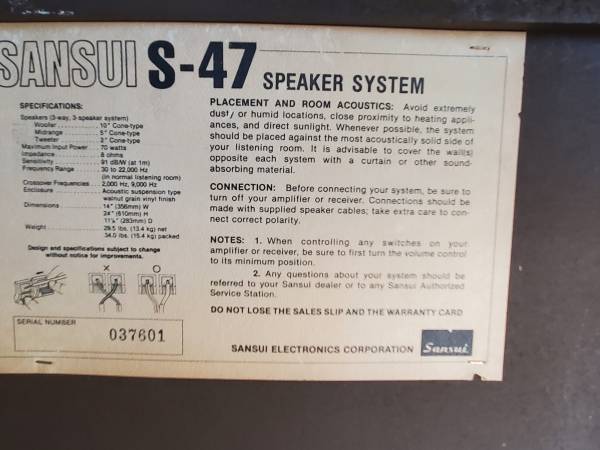 SANSUI S-47 SPEAKER SYSTEM
SPECIFICATIONS:
Speakers (3-way, 3-speaker system)
Woofer 10" Cone-type
Midrange 5" Cone-type
Tweeter 2" Cone-type
Maximum Input Power 70 watts
Impedance 8 ohms
Sensitivity 91 dB/W (at 1m)
Frequency Range 30 to 22,000 Hz
(in normal listening room)
Crossover Frequencies 2,000 Hz, 9,000 Hz
Enclosure Acoustic suspension type
walnut grain vinyl finish
Dimensions 14" (356mm) W
24" (610mm) H
(283mm) D
Weight 29.5 lbs. (13.4 kg) net
34.0 lbs. (15.4 kg) packed
Design and specifications subject to change
without notice for improvements.
SERIAL NUMBER
037601
PLACEMENT AND ROOM ACOUSTICS: Avoid extremely
dusty or humid locations, close proximity to heating appli-
ances, and direct sunlight. Whenever possible, the system
should be placed against the most acoustically solid side of
your listening room. It is advisable to cover the wall(s)
opposite each system with a curtain or other sound-
absorbing material.
CONNECTION: Before connecting your system, be sure to
turn off your amplifier or receiver. Connections should be
made with supplied speaker cables; take extra care to con-
nect correct polarity.
NOTES: 1. When controlling any switches on your
amplifier or receiver, be sure to first turn the volume control
to its minimum position.
2. Any questions about your system should be
referred to your Sansui dealer or to any Sansui Authorized
Service Station.
DO NOT LOSE THE SALES SLIP AND THE WARRANTY CARD
SANSUI ELECTRONICS CORPORATION Sansui